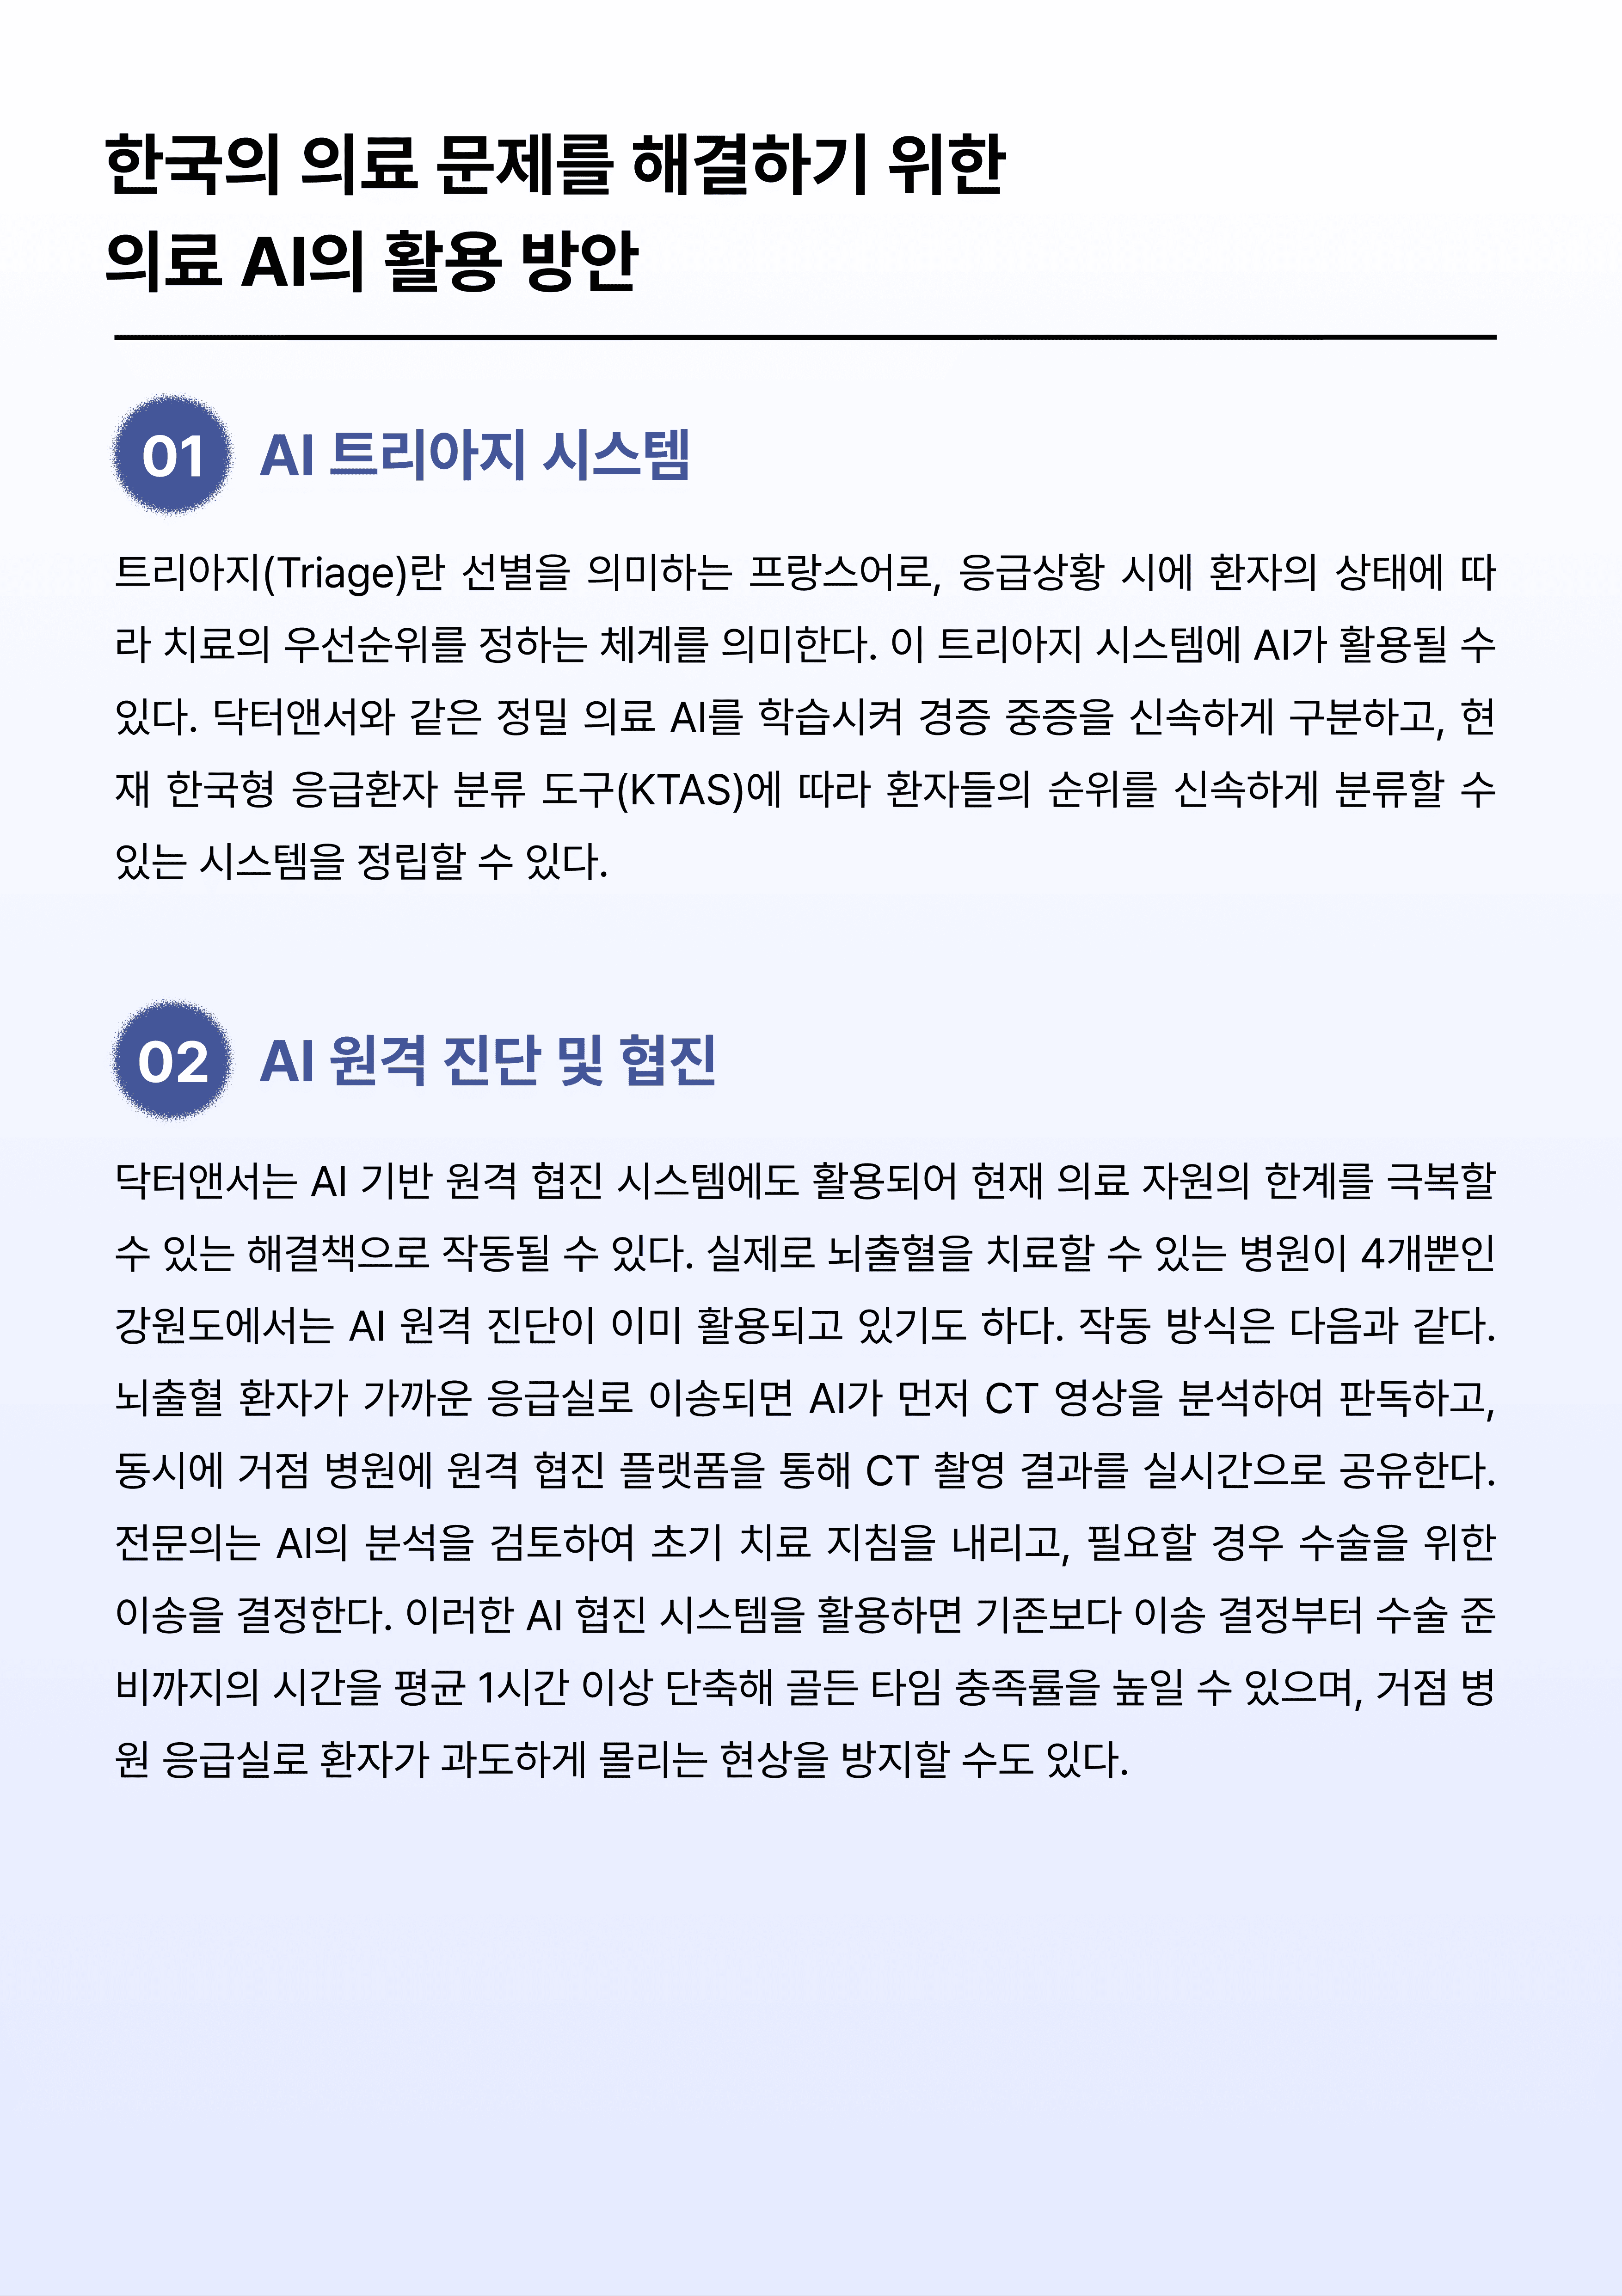 한국의 의료 문제를 해결하기 위한
의료 AI의 활용 방안
01 AI 트리아지 시스템
트리아지(Triage)란 선별을 의미하는 프랑스어로, 응급상황 시에 환자의 상태에 따
라 치료의 우선순위를 정하는 체계를 의미한다. 이 트리아지 시스템에 AI가 활용될 수
있다. 닥터앤서와 같은 정밀 의료 AI를 학습시켜 경증 중증을 신속하게 구분하고, 현
재 한국형 응급환자 분류 도구(KTAS)에 따라 환자들의 순위를 신속하게 분류할 수
있는 시스템을 정립할 수 있다.
02 AI 원격 진단 및 협진
닥터앤서는 AI 기반 원격 협진 시스템에도 활용되어 현재 의료 자원의 한계를 극복할
수 있는 해결책으로 작동될 수 있다. 실제로 뇌출혈을 치료할 수 있는 병원이 4개뿐인
강원도에서는 AI 원격 진단이 이미 활용되고 있기도 하다. 작동 방식은 다음과 같다.
뇌출혈 환자가 가까운 응급실로 이송되면 AI가 먼저 CT 영상을 분석하여 판독하고,
동시에 거점 병원에 원격 협진 플랫폼을 통해 CT 촬영 결과를 실시간으로 공유한다.
전문의는 AI의 분석을 검토하여 초기 치료 지침을 내리고, 필요할 경우 수술을 위한
이송을 결정한다. 이러한 AI 협진 시스템을 활용하면 기존보다 이송 결정부터 수술 준
비까지의 시간을 평균 1시간 이상 단축해 골든 타임 충족률을 높일 수 있으며, 거점 병
원 응급실로 환자가 과도하게 몰리는 현상을 방지할 수도 있다.